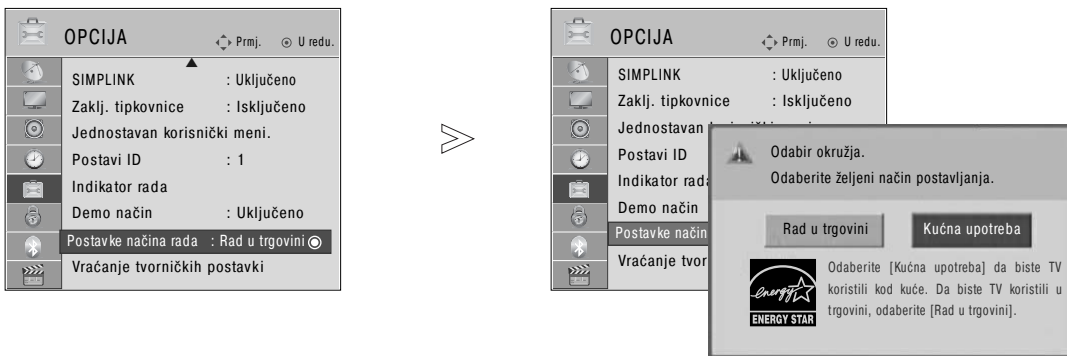 OPCIJA Prmj. U redu.
SIMPLINK : Uključeno
Zaklj. tipkovnice : Isključeno
Jednostavan korisnički meni.
Postavi ID : 1
Indikator rada
Demo način : Uključeno
Postavke načina rada : Rad u trgovini
Vraćanje tvorničkih postavki
OPCIJA Prmj. U redu.
SIMPLINK : Uključeno
Zaklj. tipkovnice : Isključeno
Jednostavan
Postavi ID
Indikator rada
Demo način
Postavke način
Vraćanje tvor
Odabir okružja.
Odaberite željeni način postavljanja.
Rad u trgovini Kućna upotreba
energy
ENERGY STAR
Odaberite [Kućna upotreba] da biste TV
koristili kod kuće. Da biste TV koristili u
trgovini, odaberite [Rad u trgovini].